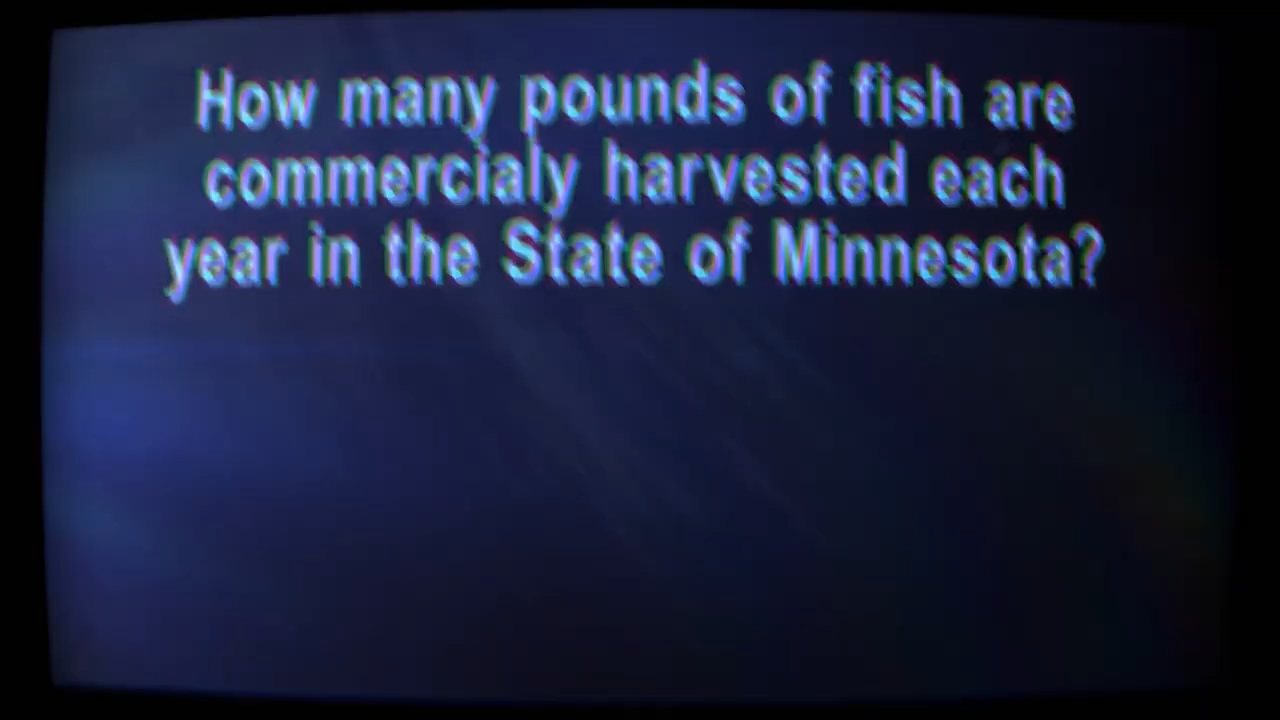 How many pounds of fish are
commercialy harvested each
year in the State of Minnesota?